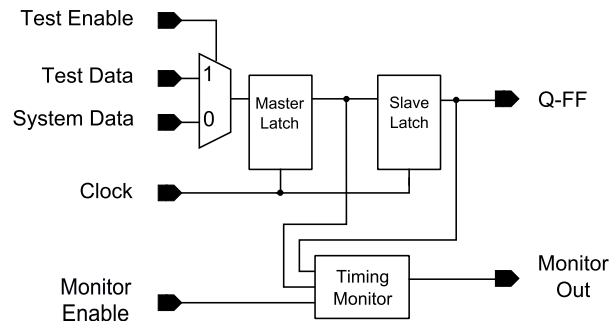 Test Enable
Test Data
1
System Data
0
Master
Latch
Slave
Latch
Q-FF
Clock
Timing
Monitor
Monitor
Out
Monitor
Enable